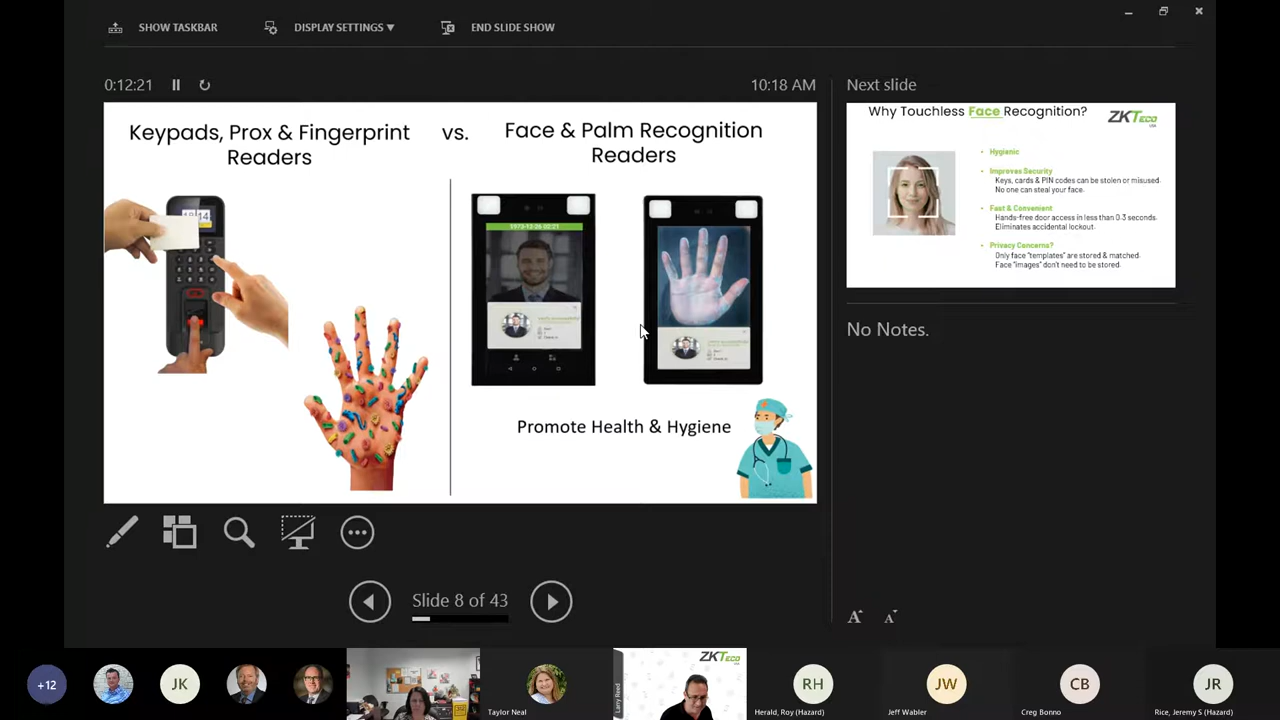 SHOW TASKBAR
DISPLAY SETTINGS ▼
END SLIDE SHOW
0:12:21
10:18 AM
Next slide
Keypads, Prox & Fingerprint
Readers
vs.
Face & Palm Recognition
Readers
Promote Health & Hygiene
Why Touchless Face Recognition?
ZKTeco
USA
• Hygianic
• Improves Security
Keys, cards & PIN codes can be stolen or misused.
No one can steal your face.
• Fast & Convenient
Hands-free door access in less than 0.3 seconds.
Eliminates accidental lockout.
• Privacy Concerns?
Only face "templates" are stored & matched.
Face "images" don't need to be stored.
No Notes.
Slide 8 of 43
A
A
+12
JK
Taylor Neal
ZKTeco
Larry Reed
RH
Herald, Roy (Hazard)
JW
Jeff Wabler
CB
Creg Bonno
JR
Rice, Jeremy S (Hazard)